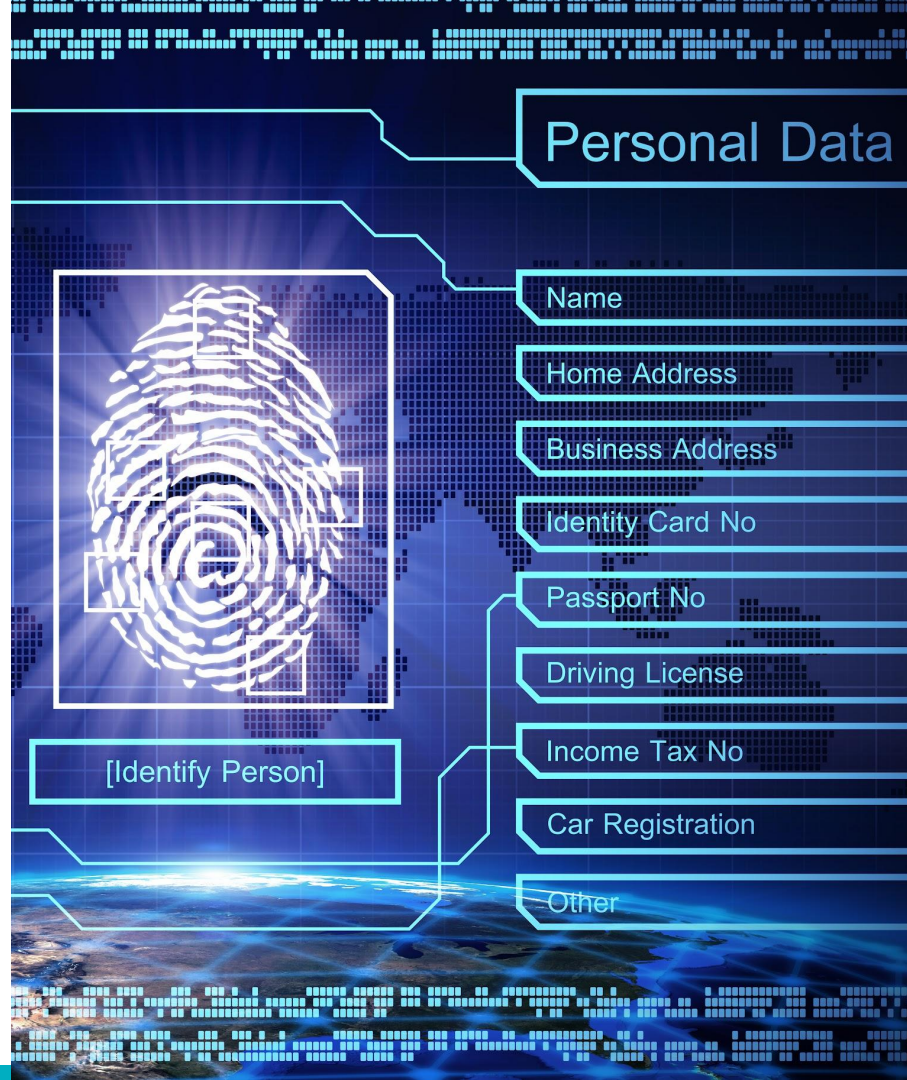 Personal Data
Name
Home Address
Business Address
Identity Card No
Passport No
Driving License
Income Tax No
[Identify Person]
Car Registration
Other